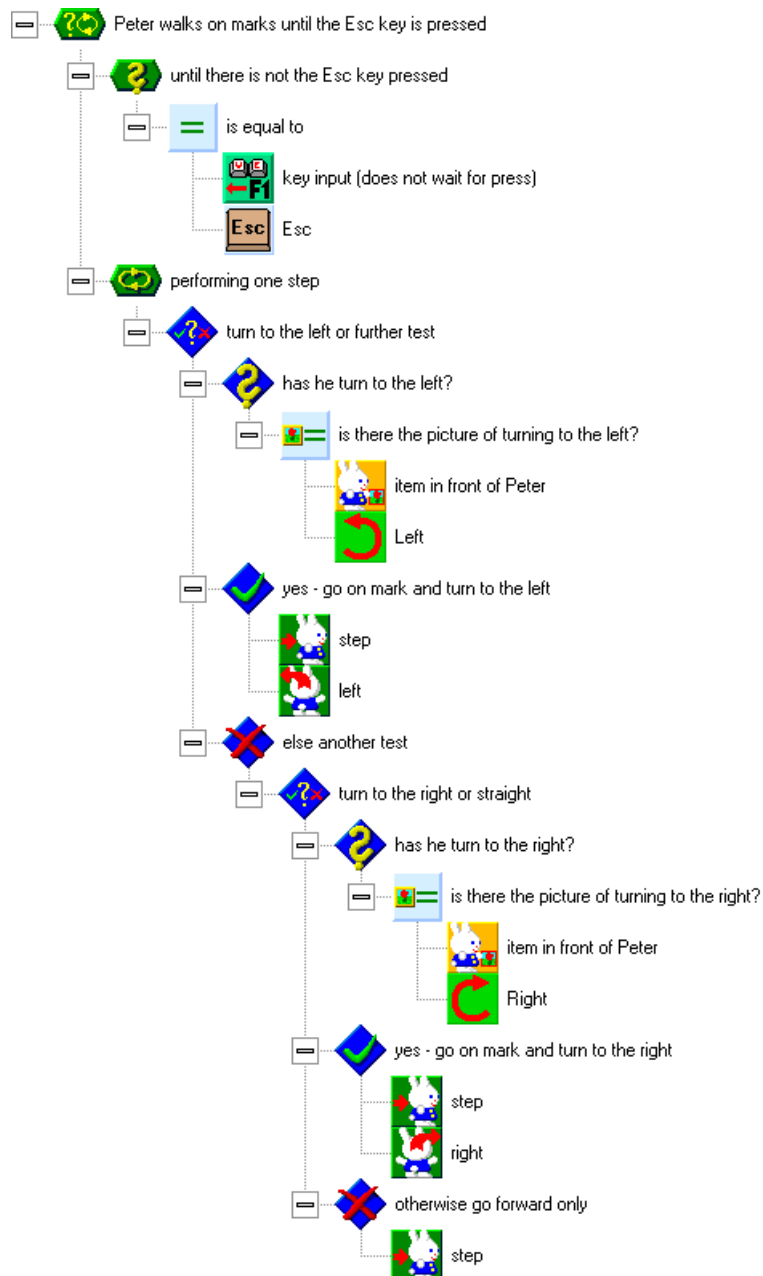 Peter walks on marks until the Esc key is pressed
until there is not the Esc key pressed
is equal to
F1 key input (does not wait for press)
Esc Esc
performing one step
turn to the left or further test
has he turn to the left?
is there the picture of turning to the left?
item in front of Peter
Left
yes - go on mark and turn to the left
step
left
else another test
turn to the right or straight
has he turn to the right?
is there the picture of turning to the right?
item in front of Peter
Right
yes - go on mark and turn to the right
step
right
otherwise go forward only
step